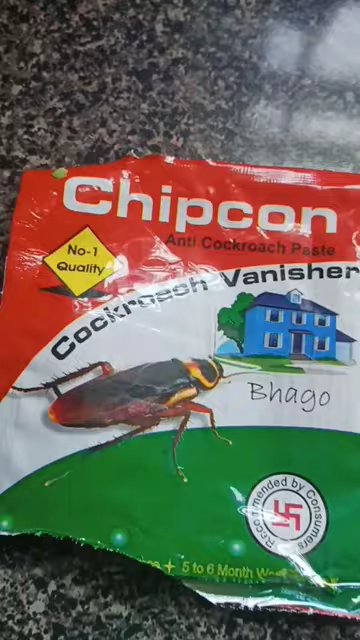 Chipcon
Anti Cockroach Paste
No-1
Quality
Cockroach Vanisher
Bhago
Recommended by Consumers
5 to 6 Month